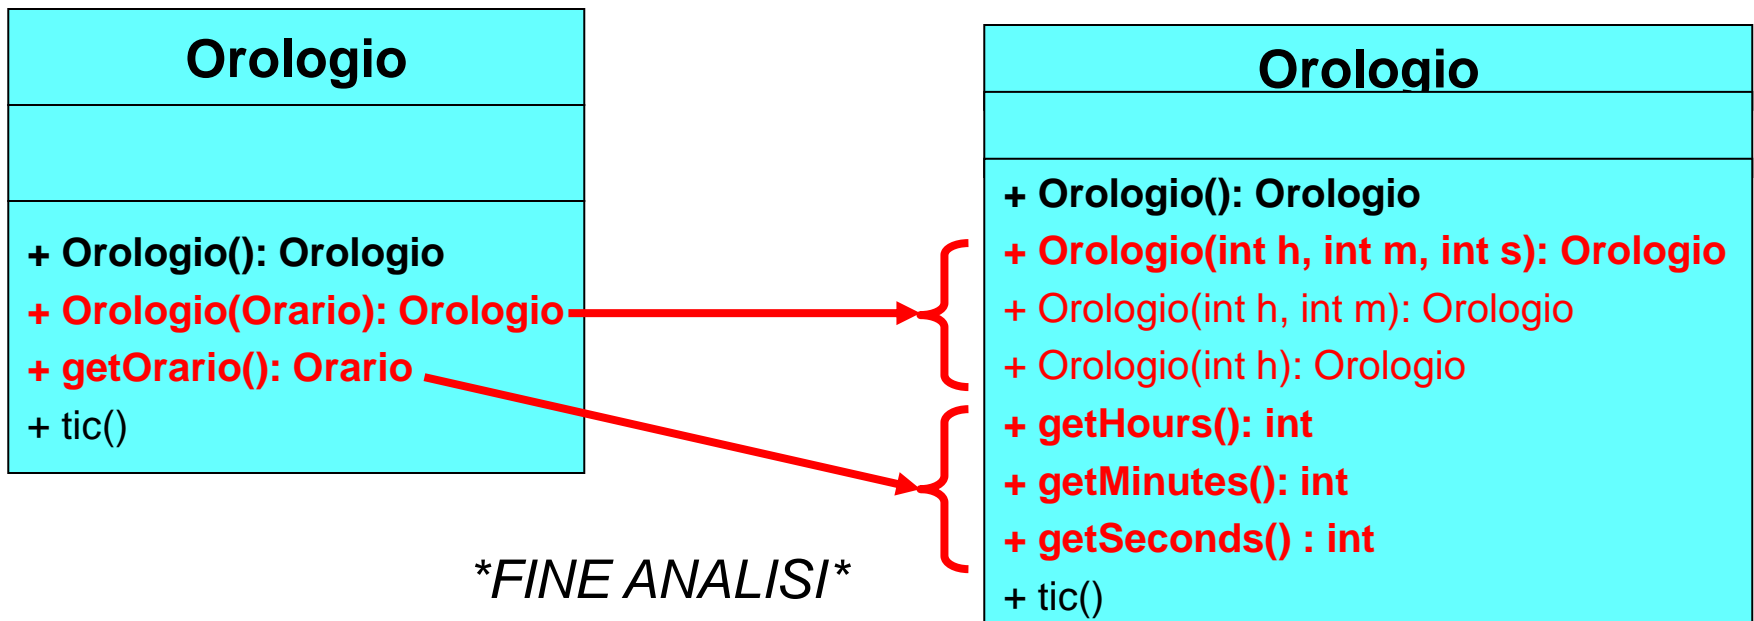 Orologio
+ Orologio(): Orologio
+ Orologio(Orario): Orologio
+ getOrario(): Orario
+ tic()
*FINE ANALISI*
Orologio
+ Orologio(): Orologio
+ Orologio(int h, int m, int s): Orologio
+ Orologio(int h, int m): Orologio
+ Orologio(int h): Orologio
+ getHours(): int
+ getMinutes(): int
+ getSeconds() : int
+ tic()